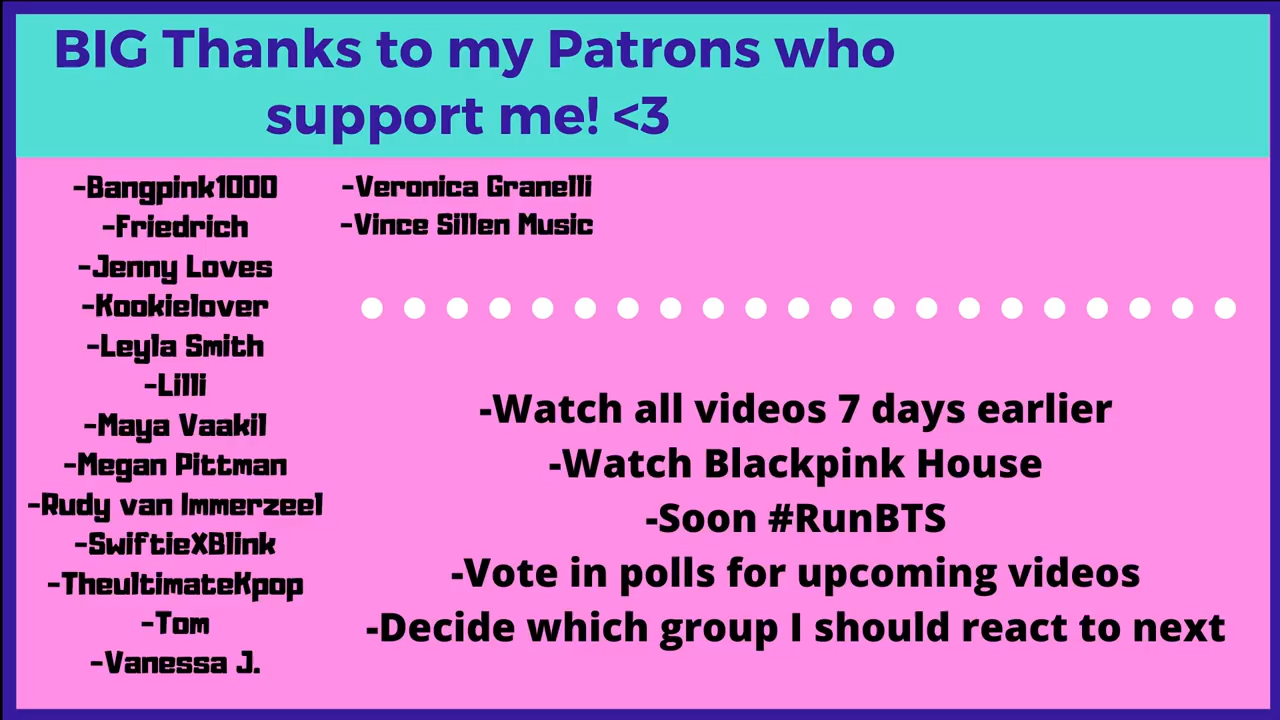 BIG Thanks to my Patrons who
support me! <3
-Bangpink1000
-Friedrich
-Jenny Loves
-Kookielover
-Leyla Smith
-Lilli
-Maya Vaakil
-Megan Pittman
-Rudy van Immerzeel
-SwiftieXBlink
-TheultimateKpop
-Tom
-Vanessa J.
-Veronica Granelli
-Vince Sillen Music
-Watch all videos 7 days earlier
-Watch Blackpink House
-Soon #RunBTS
-Vote in polls for upcoming videos
-Decide which group I should react to next